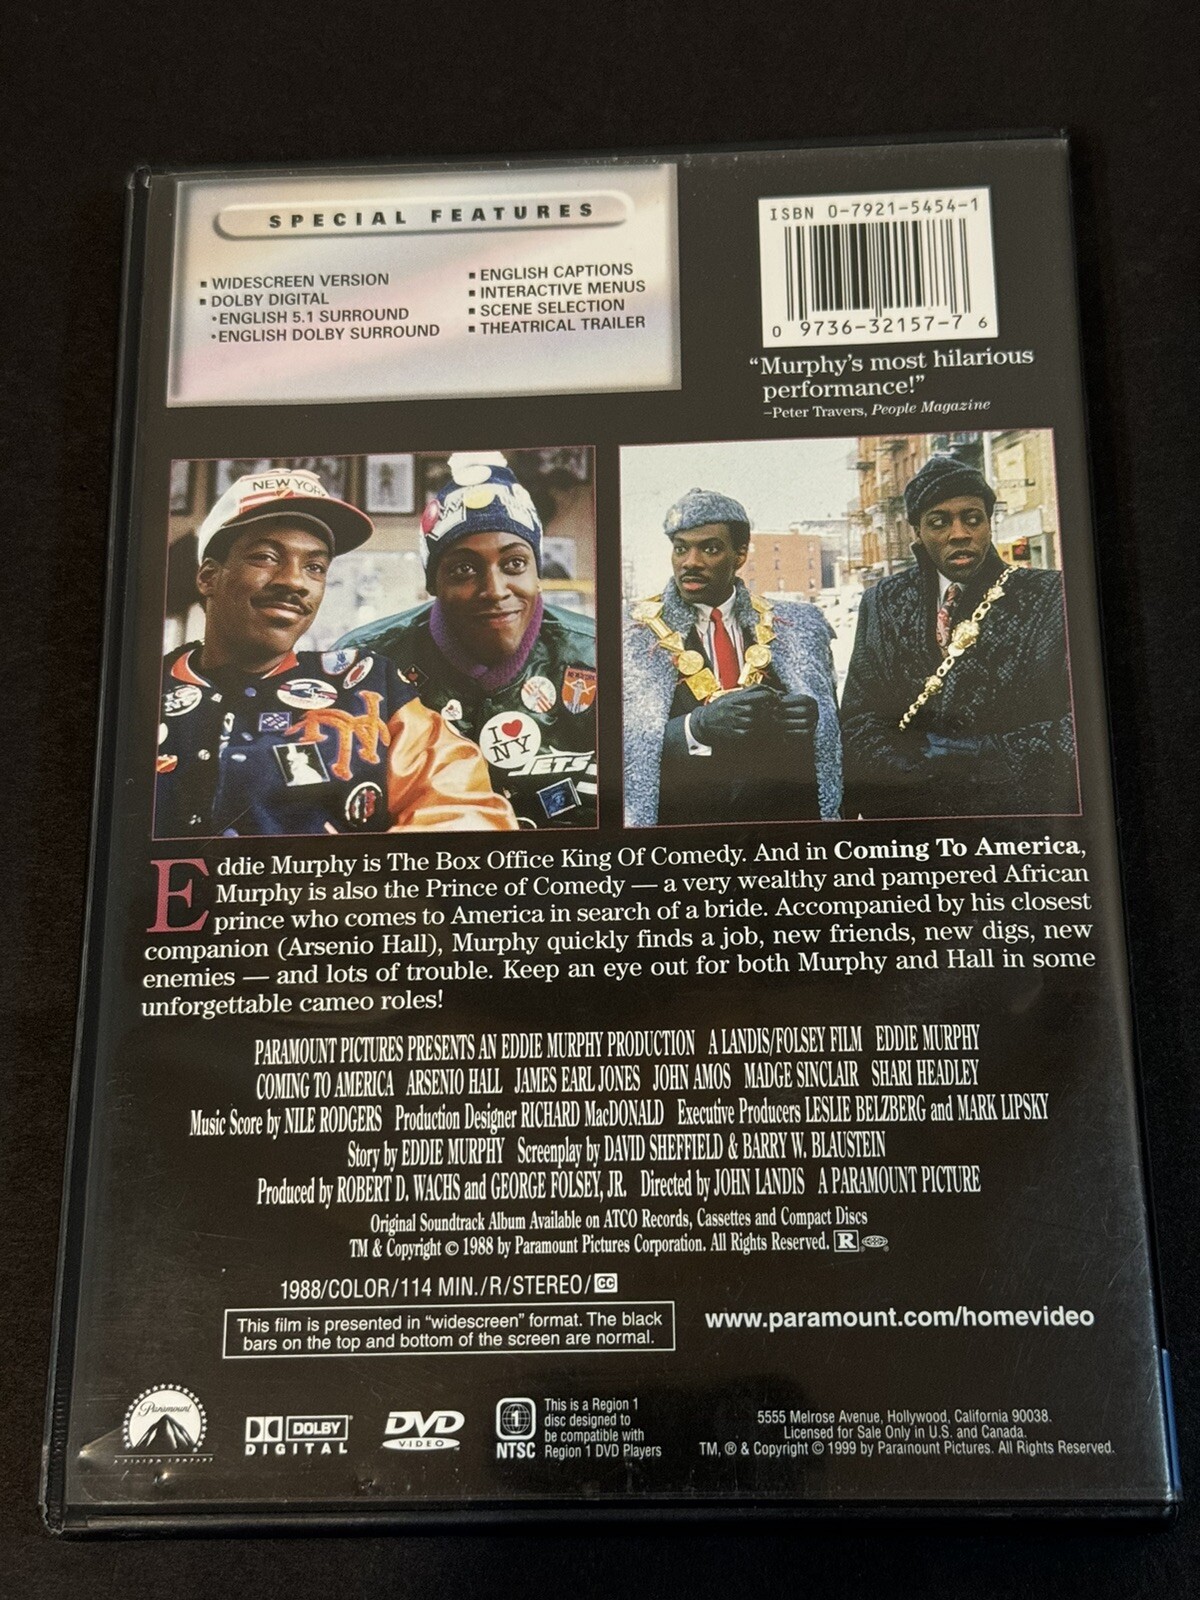 SPECIAL FEATURES
▪ WIDESCREEN VERSION
▪ DOLBY DIGITAL
•ENGLISH 5.1 SURROUND
•ENGLISH DOLBY SURROUND
▪ ENGLISH CAPTIONS
▪ INTERACTIVE MENUS
▪ SCENE SELECTION
▪ THEATRICAL TRAILER
ISBN 0-7921-5454-1
0 9736-32157-7 6
“Murphy’s most hilarious
performance!”
–Peter Travers, People Magazine
NEW YORK
I ♥
NY
JETS
Eddie Murphy is The Box Office King Of Comedy. And in Coming To America,
Murphy is also the Prince of Comedy — a very wealthy and pampered African
prince who comes to America in search of a bride. Accompanied by his closest
companion (Arsenio Hall), Murphy quickly finds a job, new friends, new digs, new
enemies — and lots of trouble. Keep an eye out for both Murphy and Hall in some
unforgettable cameo roles!
PARAMOUNT PICTURES PRESENTS AN EDDIE MURPHY PRODUCTION A LANDIS/FOLSEY FILM EDDIE MURPHY
COMING TO AMERICA ARSENIO HALL JAMES EARL JONES JOHN AMOS MADGE SINCLAIR SHARI HEADLEY
Music Score by NILE RODGERS Production Designer RICHARD MacDONALD Executive Producers LESLIE BELZBERG and MARK LIPSKY
Story by EDDIE MURPHY Screenplay by DAVID SHEFFIELD & BARRY W. BLAUSTEIN
Produced by ROBERT D. WACHS and GEORGE FOLSEY, JR. Directed by JOHN LANDIS A PARAMOUNT PICTURE
Original Soundtrack Album Available on ATCO Records, Cassettes and Compact Discs
TM & Copyright © 1988 by Paramount Pictures Corporation. All Rights Reserved. R
1988/COLOR/114 MIN./R/STEREO/CC
This film is presented in “widescreen” format. The black
bars on the top and bottom of the screen are normal.
www.paramount.com/homevideo
Paramount
DOLBY
DIGITAL
DVD
VIDEO
1
NTSC
This is a Region 1
disc designed to
be compatible with
Region 1 DVD Players
5555 Melrose Avenue, Hollywood, California 90038.
Licensed for Sale Only in U.S. and Canada.
TM, ® & Copyright © 1999 by Paramount Pictures. All Rights Reserved.